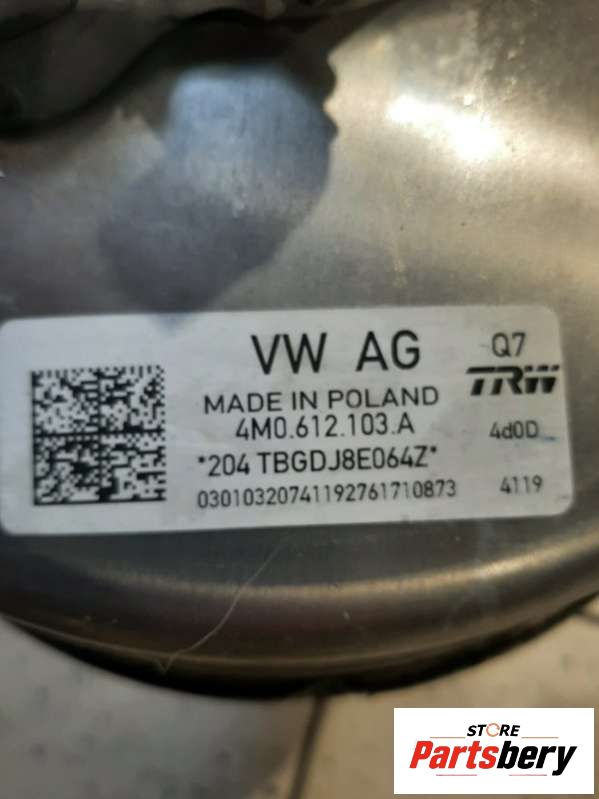 VW AG
Q7
MADE IN POLAND
TRW
4M0.612.103.A
4d0D
*204 TBGDJ8E064Z*
03010320741192761710873
4119
STORE
Partsbery